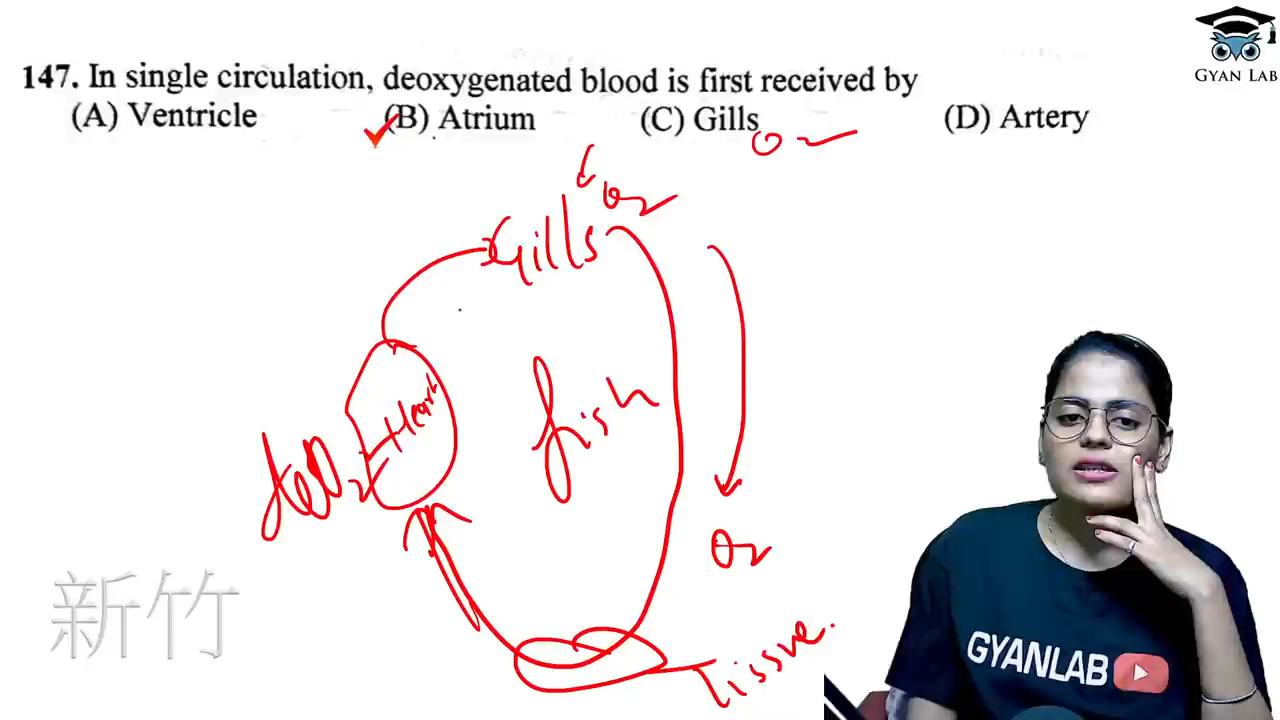 GYAN LAB
147. In single circulation, deoxygenated blood is first received by
(A) Ventricle (B) Atrium (C) Gills (D) Artery
O2
Gills
Heart
fish
O2
Tissue.
新竹
GYANLAB